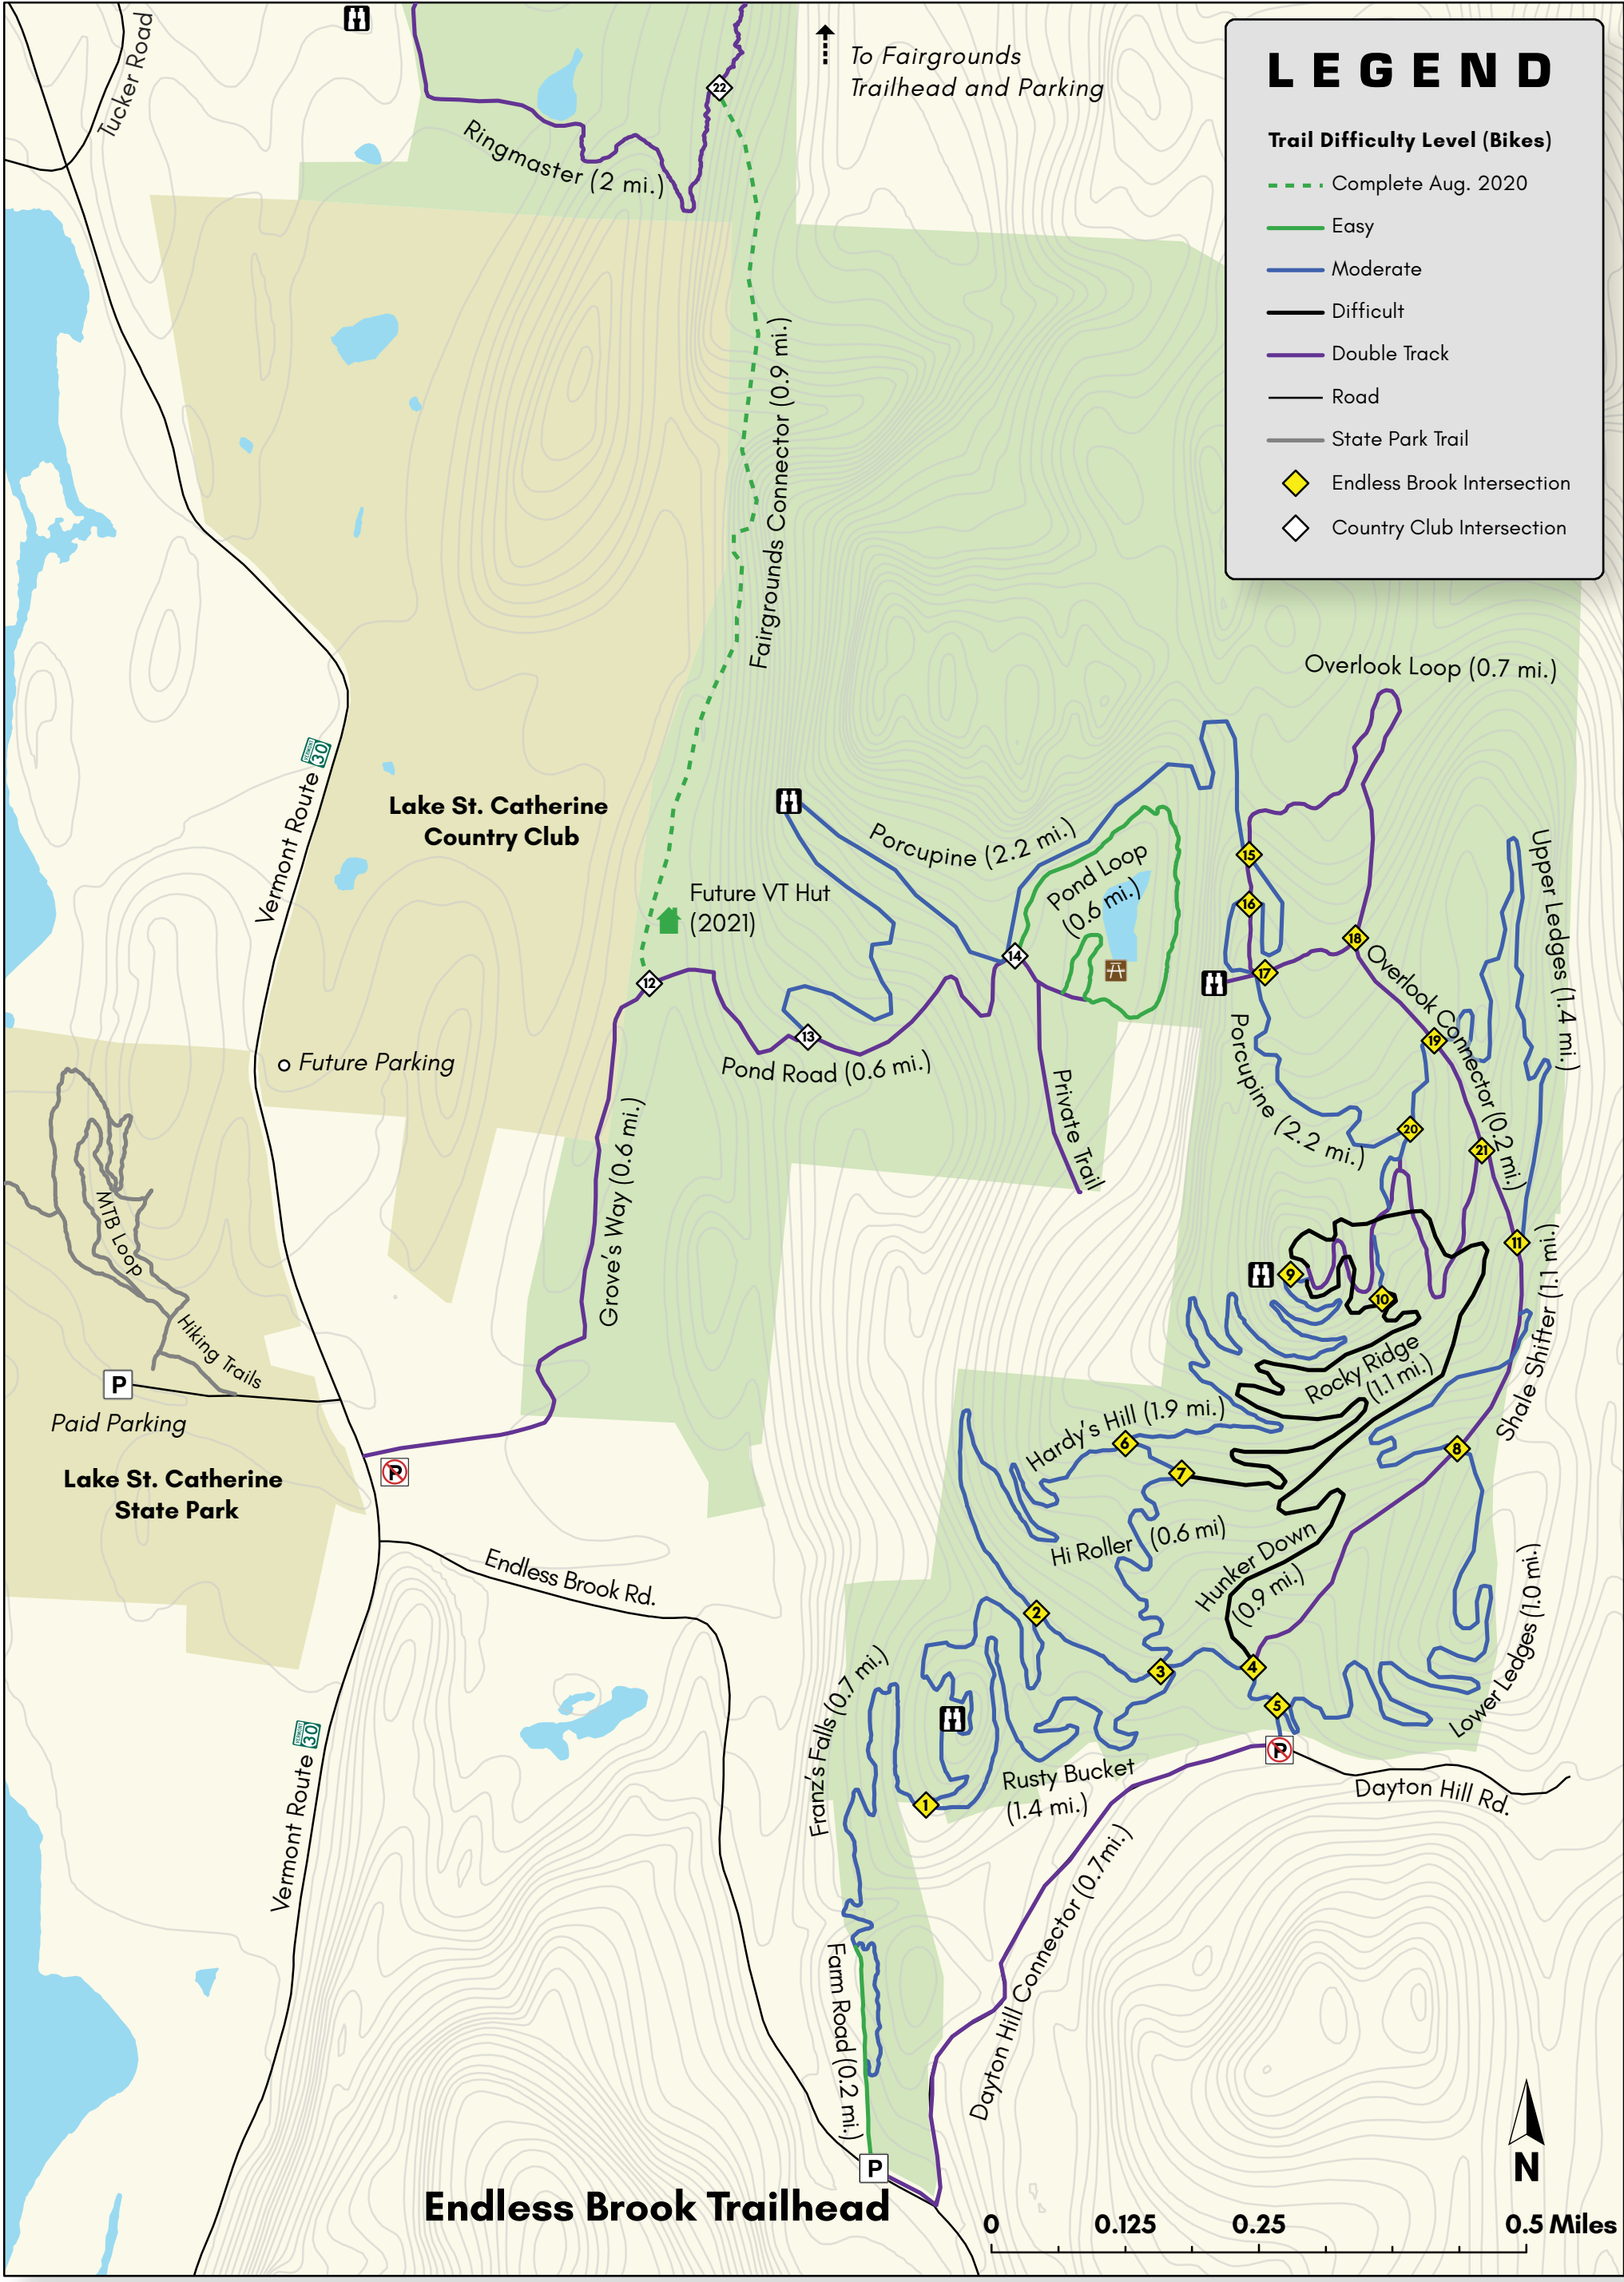 Tucker Road
To Fairgrounds
Trailhead and Parking
LEGEND
Trail Difficulty Level (Bikes)
Complete Aug. 2020
Easy
Moderate
Difficult
Double Track
Road
State Park Trail
Endless Brook Intersection
Country Club Intersection
22
Ringmaster (2 mi.)
Fairgrounds Connector (0.9 mi.)
Overlook Loop (0.7 mi.)
VERMONT
30
Vermont Route
Lake St. Catherine
Country Club
Porcupine (2.2 mi.)
Pond Loop
(0.6 mi.)
15
16
Upper Ledges (1.4 mi.)
Future VT Hut
(2021)
14
18
17
12
Overlook Connector (0.2 mi.)
13
19
Future Parking
Pond Road (0.6 mi.)
Private Trail
Porcupine (2.2 mi.)
20
21
Grove's Way (0.6 mi.)
MTB Loop
11
9
10
Hiking Trails
Shale Shifter (1.1 mi.)
Rocky Ridge
(1.1 mi.)
P
Paid Parking
Hardy's Hill (1.9 mi.)
6
8
7
P
Lake St. Catherine
State Park
Hi Roller (0.6 mi)
Hunker Down
(0.9 mi.)
Endless Brook Rd.
2
Lower Ledges (1.0 mi.)
3
4
Franz's Falls (0.7 mi.)
5
VERMONT
30
Vermont Route
P
Rusty Bucket
(1.4 mi.)
1
Dayton Hill Rd.
Dayton Hill Connector (0.7mi.)
Farm Road (0.2 mi.)
P
Endless Brook Trailhead
N
0 0.125 0.25 0.5 Miles